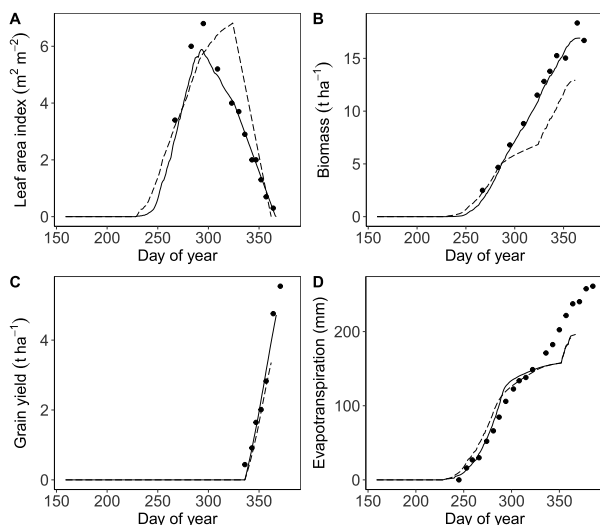 A
Leaf area index (m² m⁻²)
6
4
2
0
150 200 250 300 350
Day of year
B
Biomass (t ha⁻¹)
15
10
5
0
150 200 250 300 350
Day of year
C
Grain yield (t ha⁻¹)
4
2
0
150 200 250 300 350
Day of year
D
Evapotranspiration (mm)
200
100
0
150 200 250 300 350
Day of year